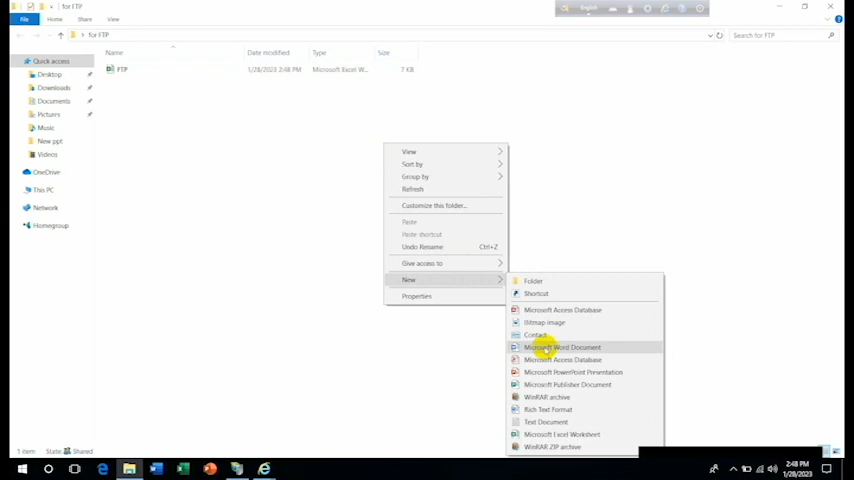 for FTP
English
File
Home
Share
View
for FTP
Search for FTP
Name
Date modified
Type
Size
Quick access
FTP
1/28/2023 2:48 PM
Microsoft Excel W...
7 KB
Desktop
Downloads
Documents
Pictures
Music
New ppt
Videos
OneDrive
This PC
Network
Homegroup
View
Sort by
Group by
Refresh
Customize this folder...
Paste
Paste shortcut
Undo Rename Ctrl+Z
Give access to
New
Properties
Folder
Shortcut
Microsoft Access Database
Bitmap image
Contact
Microsoft Word Document
Microsoft Access Database
Microsoft PowerPoint Presentation
Microsoft Publisher Document
WinRAR archive
Rich Text Format
Text Document
Microsoft Excel Worksheet
WinRAR ZIP archive
1 item State: Shared
2:48 PM
1/28/2023